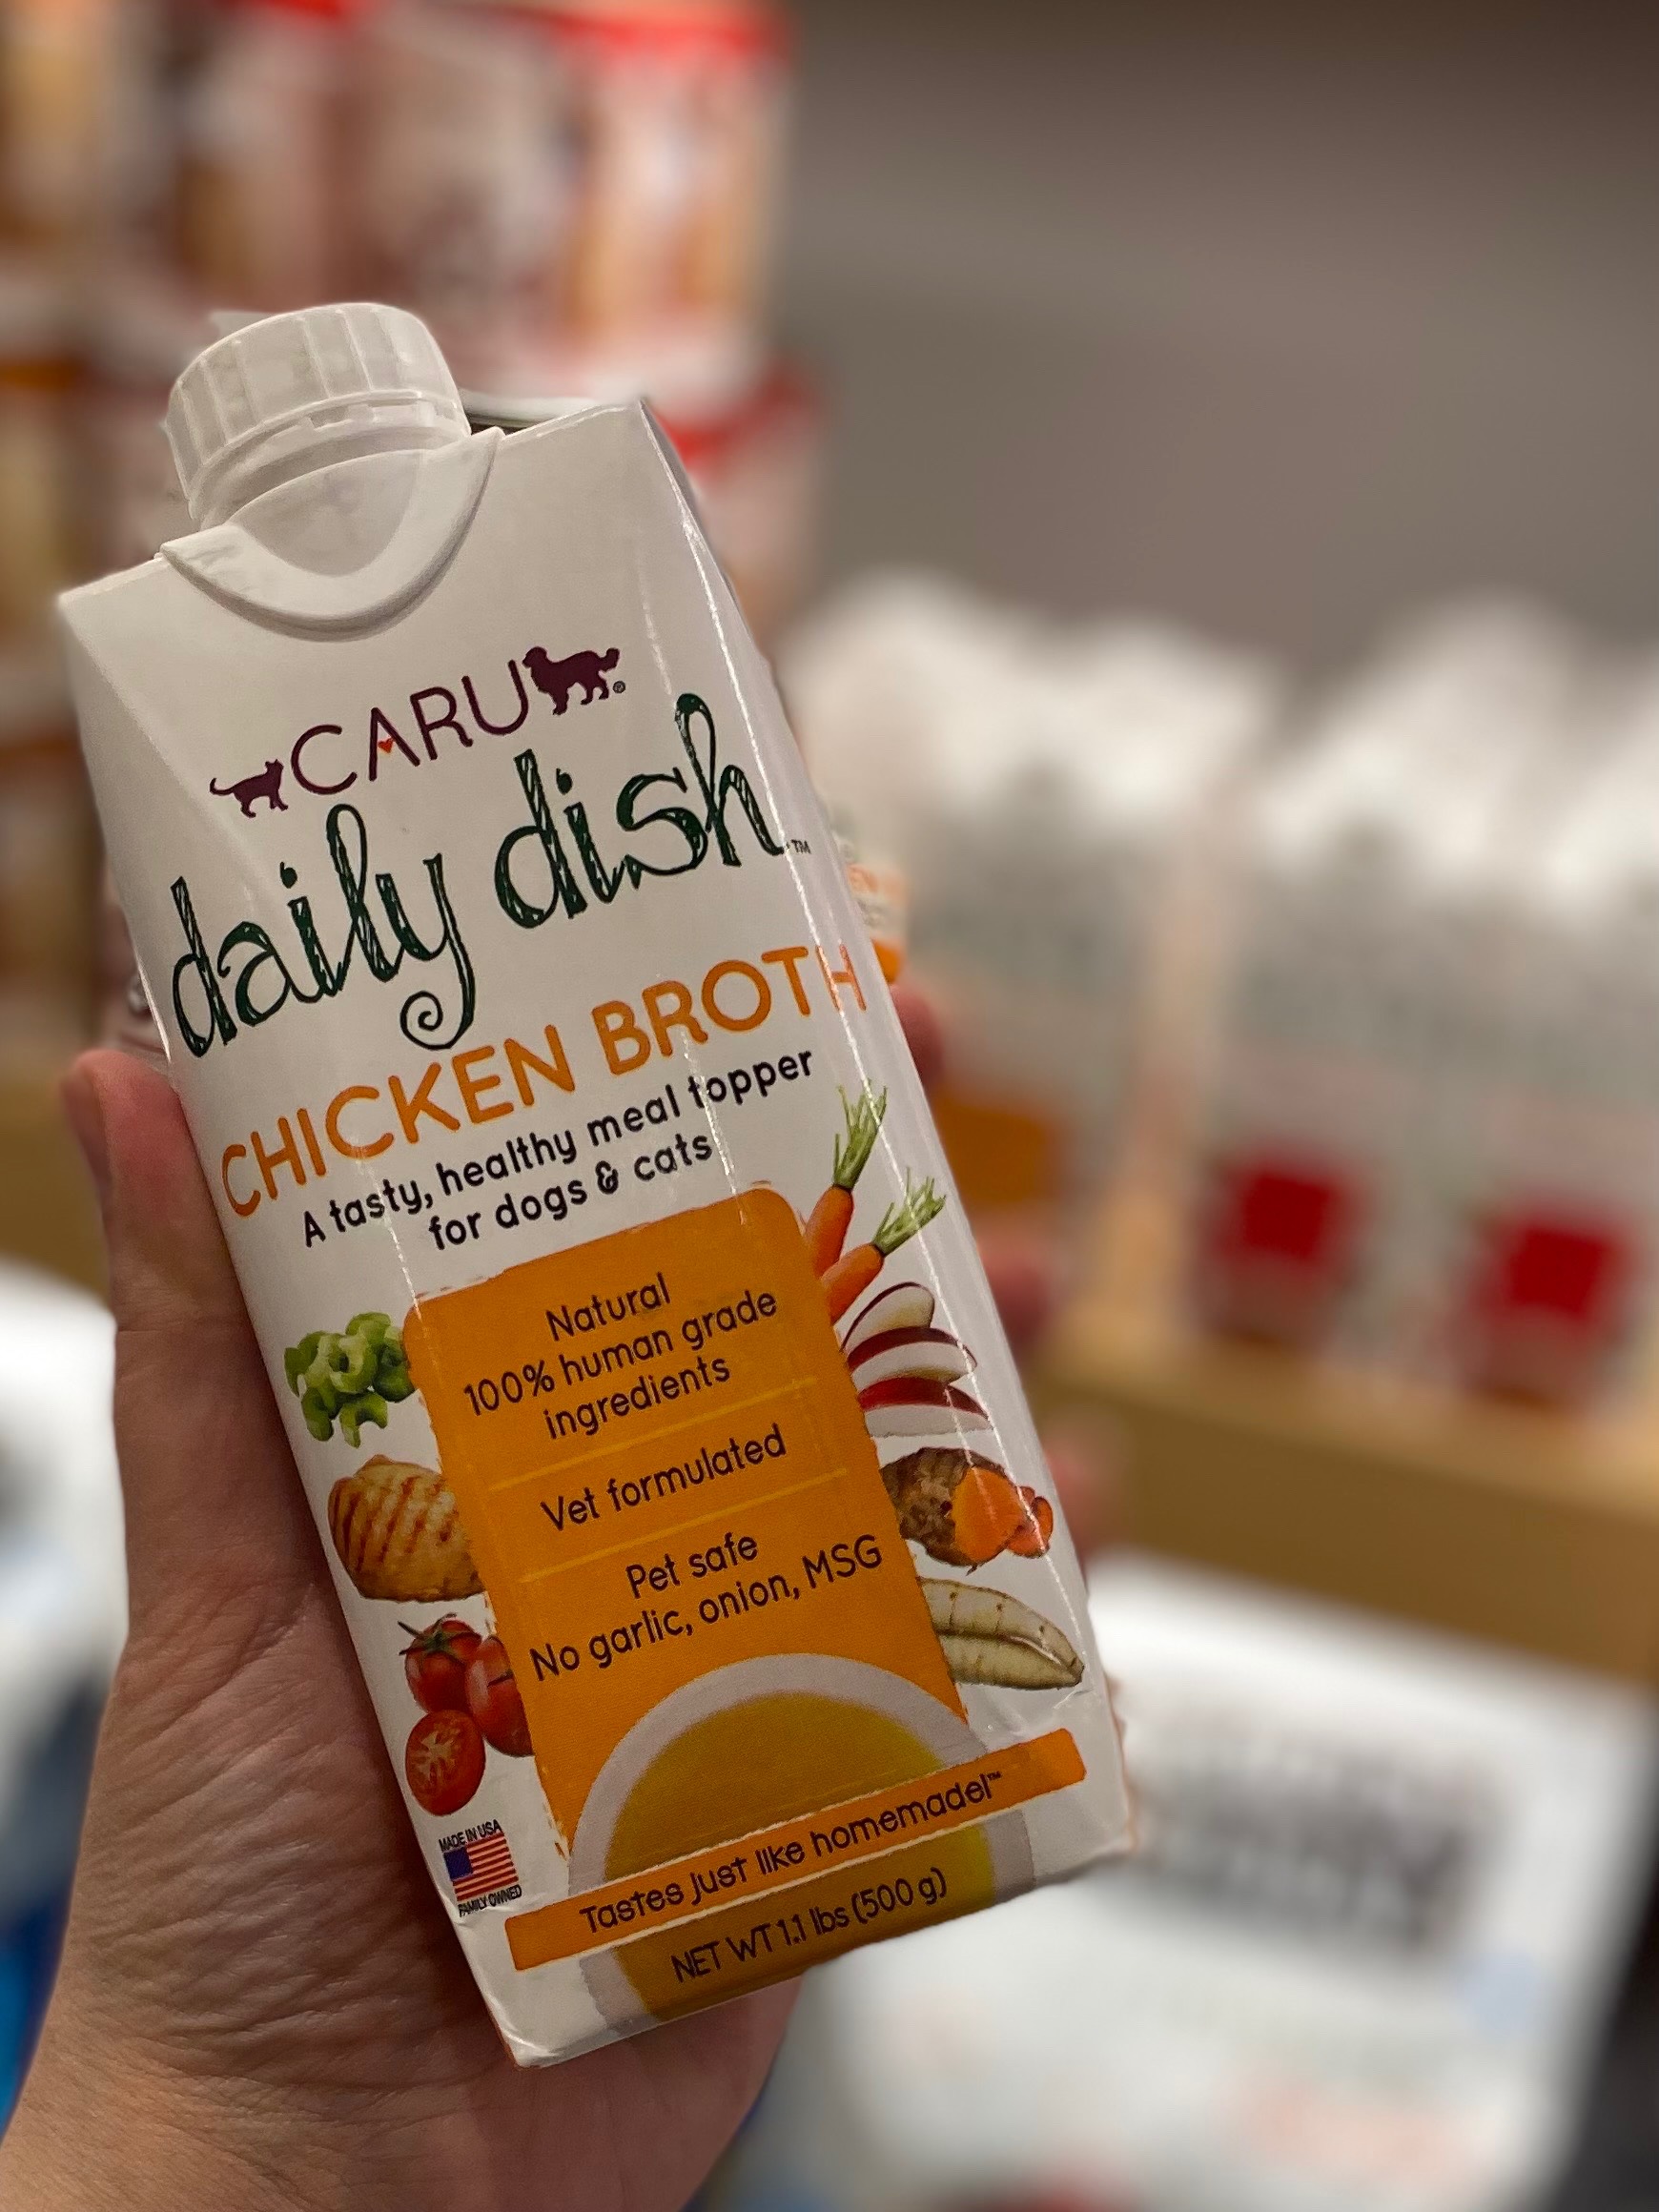 CARU®
daily dish™
CHICKEN BROTH
A tasty, healthy meal topper
for dogs & cats
Natural
100% human grade
ingredients
Vet formulated
Pet safe
No garlic, onion, MSG
MADE IN USA
FAMILY OWNED
Tastes just like homemade!™
NET WT 1.1 lbs (500 g)